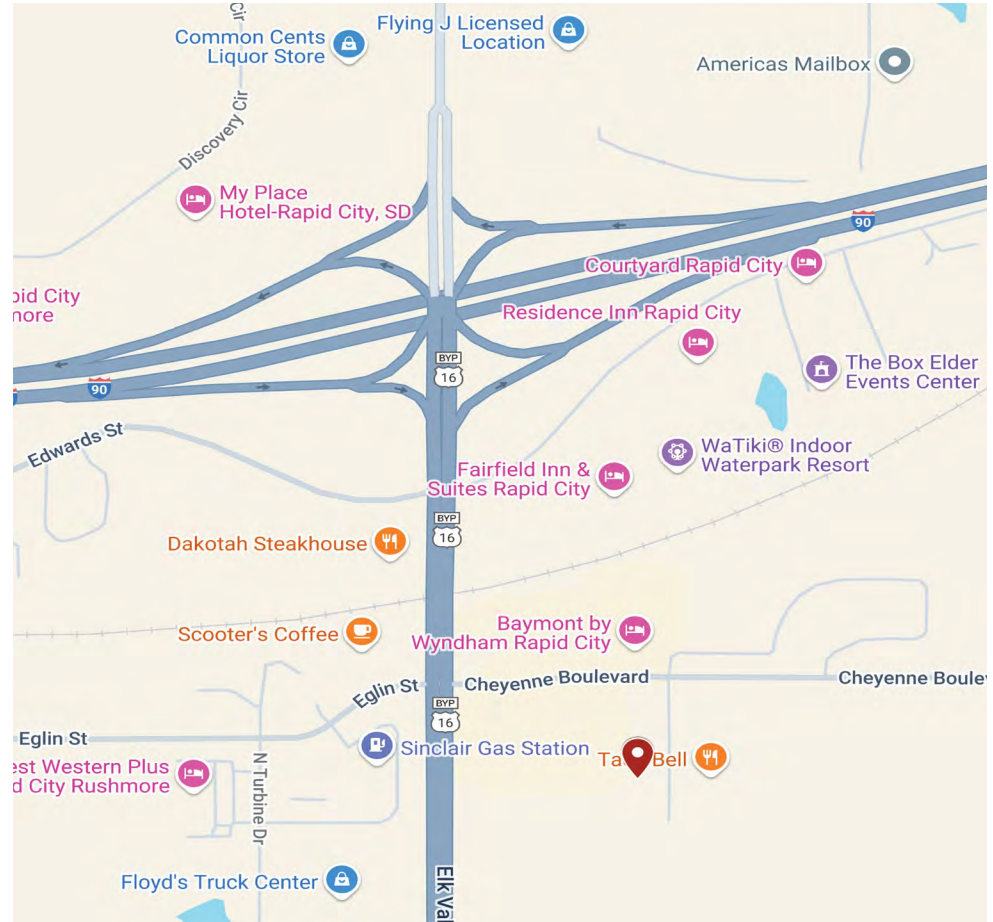 Cir
Common Cents
Liquor Store
Flying J Licensed
Location
Americas Mailbox
Discovery Cir
My Place
Hotel-Rapid City, SD
90
Courtyard Rapid City
pid City
more
Residence Inn Rapid City
BYP
16
90
The Box Elder
Events Center
Edwards St
WaTiki® Indoor
Waterpark Resort
Fairfield Inn &
Suites Rapid City
BYP
16
Dakotah Steakhouse
Scooter's Coffee
Baymont by
Wyndham Rapid City
Eglin St
Cheyenne Boulevard
Cheyenne Boulev
BYP
16
Eglin St
Sinclair Gas Station
Ta Bell
est Western Plus
d City Rushmore
N Turbine Dr
Floyd's Truck Center
Elk Val